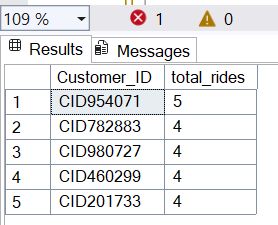 109 % 1 0
Results Messages
Customer_ID total_rides
1 CID954071 5
2 CID782883 4
3 CID980727 4
4 CID460299 4
5 CID201733 4